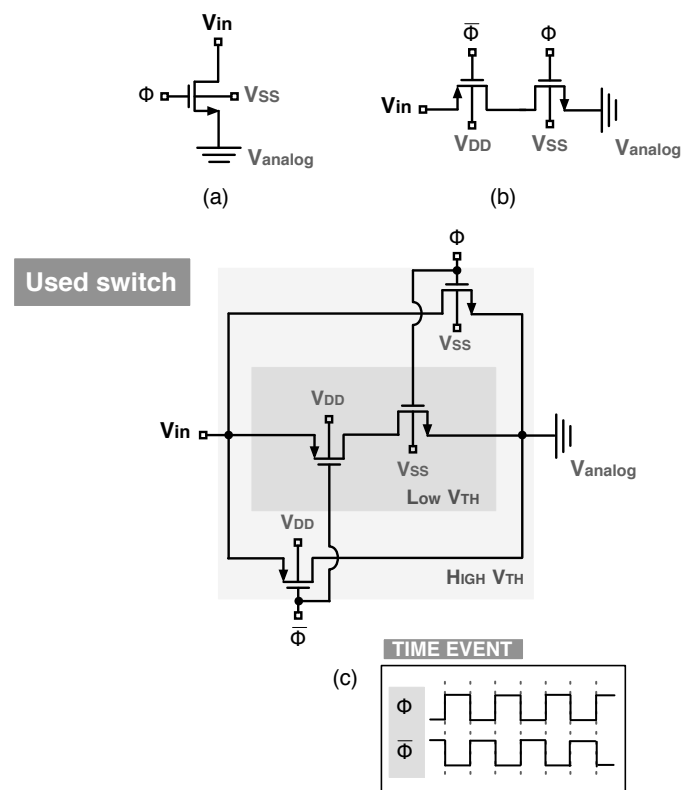 Vin
Φ
VSS
Vanalog
(a)
Φ̅
Φ
Vin
VDD
VSS
Vanalog
(b)
Used switch
Φ
VSS
VDD
Vin
VSS
Vanalog
LOW VTH
VDD
HIGH VTH
Φ̅
TIME EVENT
(c)
Φ
Φ̅